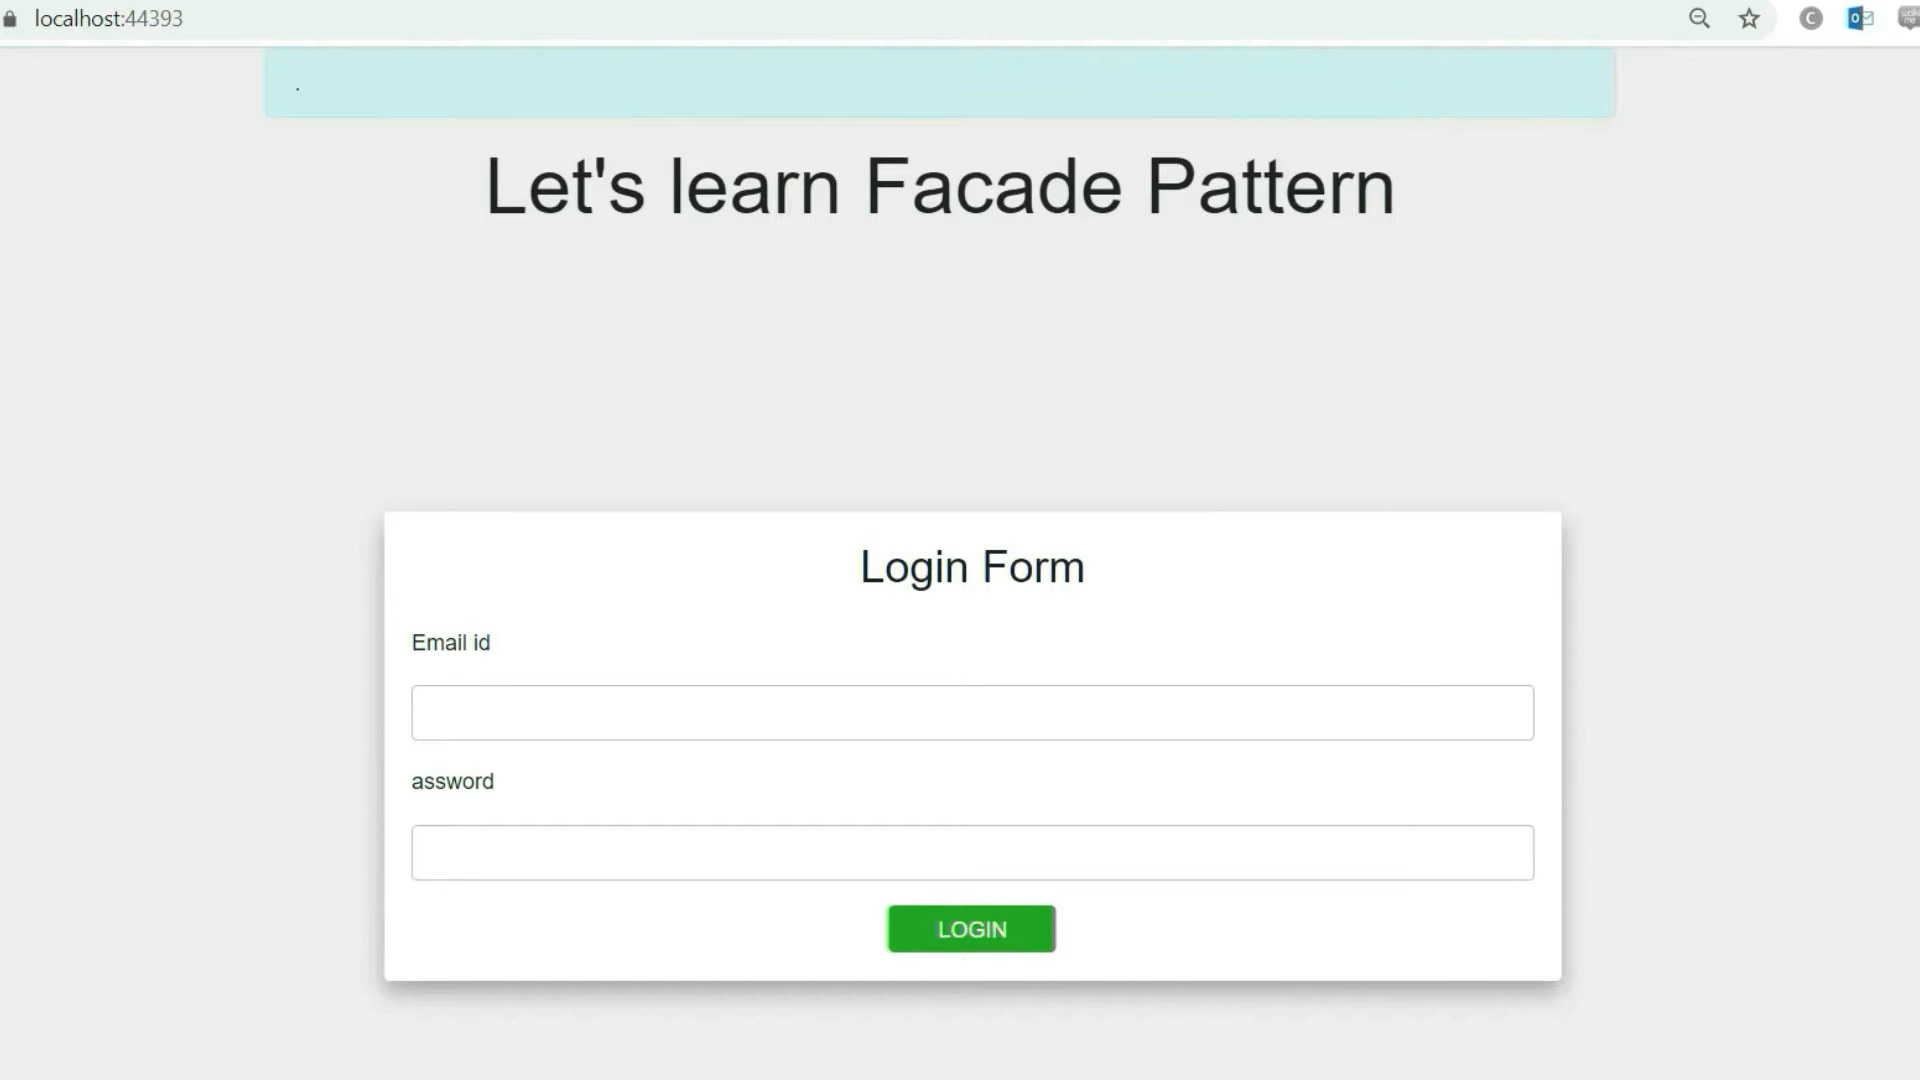 localhost:44393
.
Let's learn Facade Pattern
Login Form
Email id
assword
LOGIN